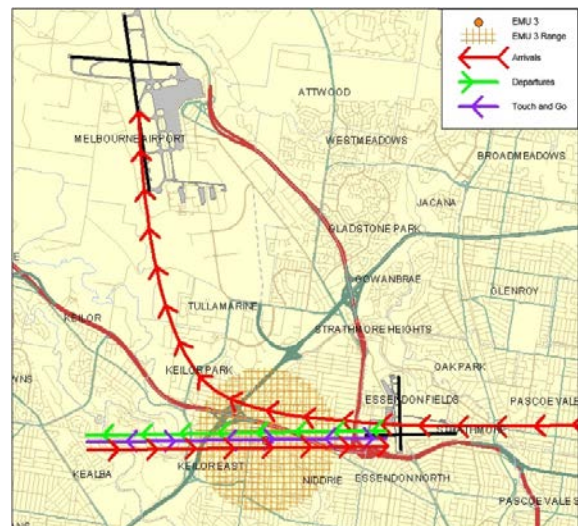 EMU 3
EMU 3 Range
Arrivals
Departures
Touch and Go
ATTWOOD
MELBOURNE AIRPORT
WESTMEADOWS
BROADMEADOWS
JACANA
GLADSTONE PARK
GOWANBRAE
GLENROY
KEILOR
TULLAMARINE
STRATHMORE HEIGHTS
OAK PARK
KEILOR PARK
ESSENDON FIELDS
PASCOE VALE
STRATHMORE
KEALBA
KEILOR EAST
NIDDRIE
ESSENDON NORTH
PASCOE VALE S